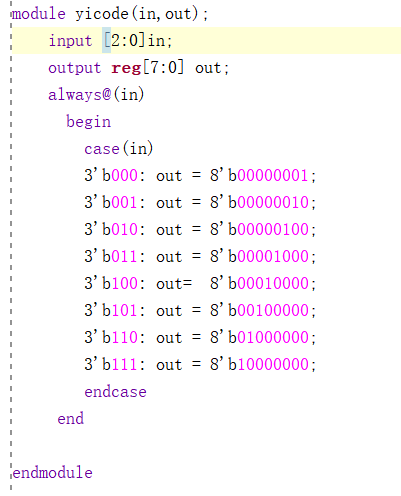 module yicode(in,out);
input [2:0]in;
output reg[7:0] out;
always@(in)
begin
case(in)
3'b000: out = 8'b00000001;
3'b001: out = 8'b00000010;
3'b010: out = 8'b00000100;
3'b011: out = 8'b00001000;
3'b100: out=  8'b00010000;
3'b101: out = 8'b00100000;
3'b110: out = 8'b01000000;
3'b111: out = 8'b10000000;
endcase
end
endmodule